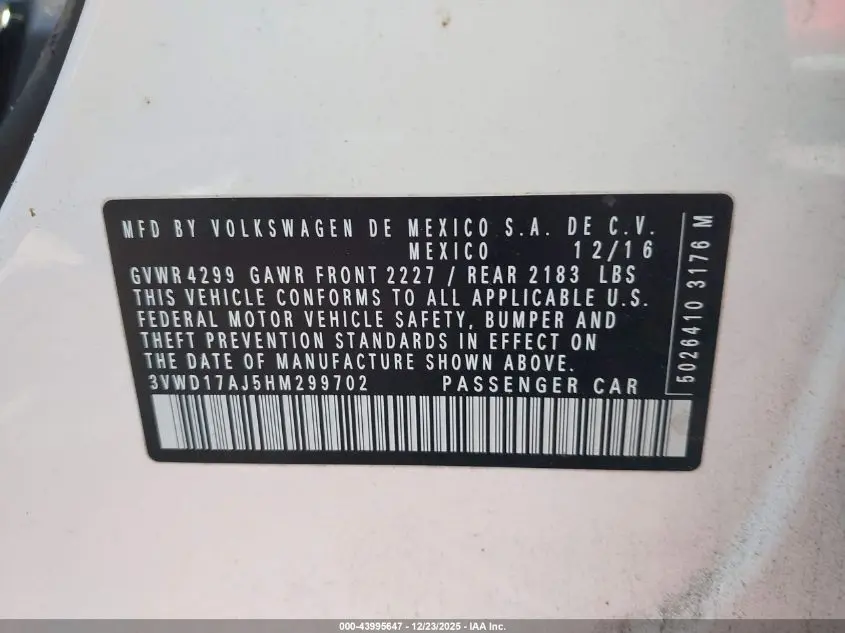 MFD BY VOLKSWAGEN DE MEXICO S.A. DE C.V.
MEXICO 12/16
GVWR 4299 GAWR FRONT 2227 / REAR 2183 LBS
THIS VEHICLE CONFORMS TO ALL APPLICABLE U.S.
FEDERAL MOTOR VEHICLE SAFETY, BUMPER AND
THEFT PREVENTION STANDARDS IN EFFECT ON
THE DATE OF MANUFACTURE SHOWN ABOVE.
3VWD17AJ5HM299702 PASSENGER CAR
5026410 3176 M
000-43995647 - 12/23/2025 - IAA Inc.